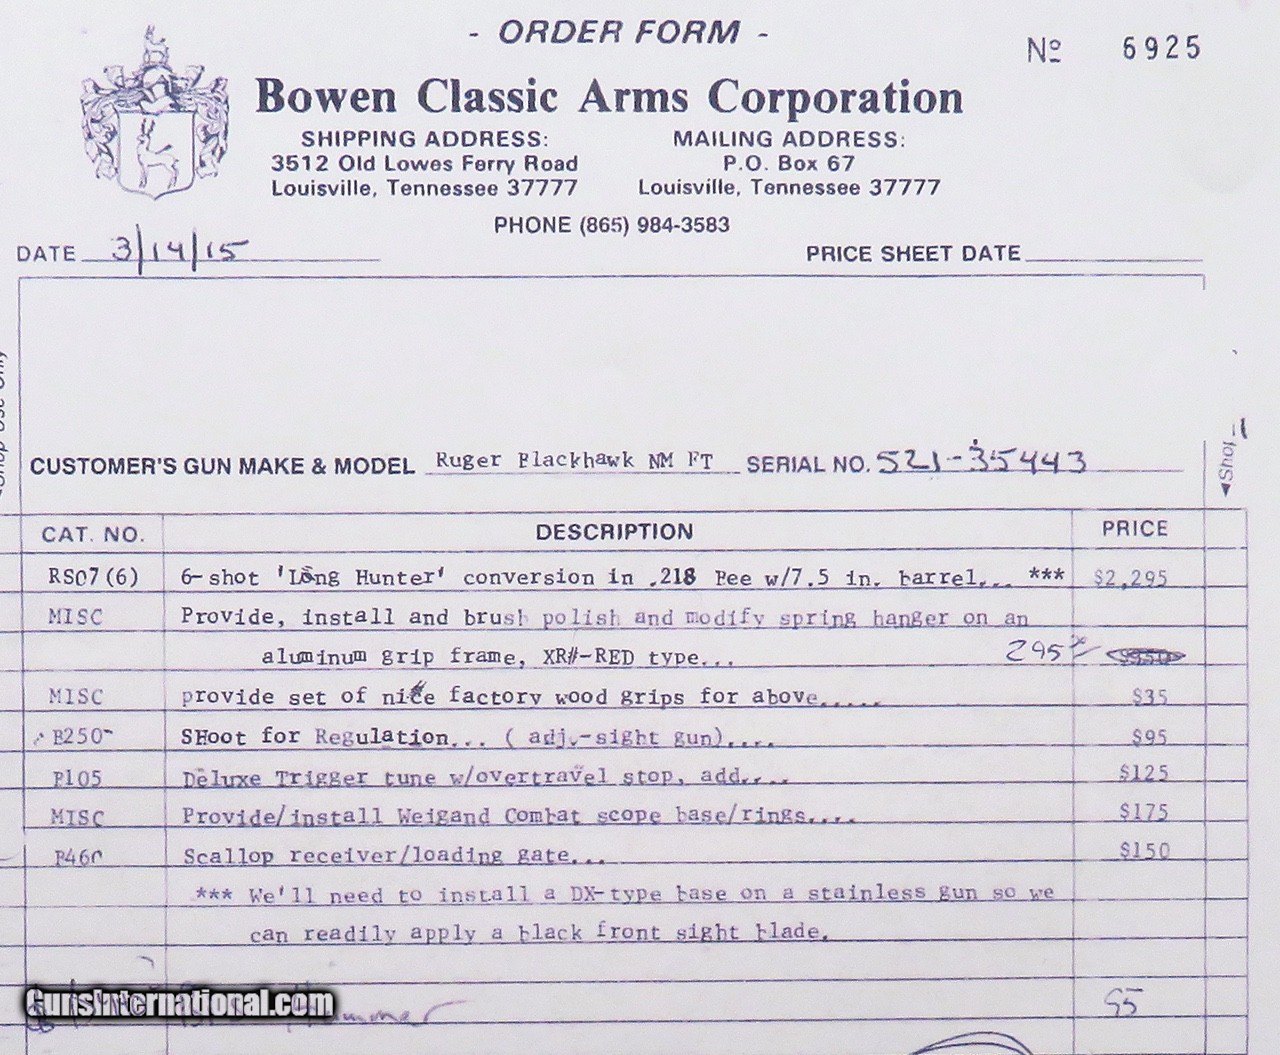 - ORDER FORM -
Nº 6925
Bowen Classic Arms Corporation
SHIPPING ADDRESS: MAILING ADDRESS:
3512 Old Lowes Ferry Road P.O. Box 67
Louisville, Tennessee 37777 Louisville, Tennessee 37777
PHONE (865) 984-3583
DATE 3/14/15 PRICE SHEET DATE
CUSTOMER'S GUN MAKE & MODEL Ruger Blackhawk NM FT SERIAL NO. 521-35443
◄Shop
CAT. NO. DESCRIPTION PRICE
RS07(6) 6-shot 'Long Hunter' conversion in .218 Bee w/7.5 in. barrel... *** $2,295
MISC Provide, install and brush polish and modify spring hanger on an
aluminum grip frame, XR#-RED type... 295
MISC provide set of nice factory wood grips for above..... $35
B250 SHoot for Regulation... ( adj.-sight gun).... $95
P105 Deluxe Trigger tune w/overtravel stop, add.... $125
MISC Provide/install Weigand Combat scope base/rings.... $175
B460 Scallop receiver/loading gate... $150
*** We'll need to install a DX-type base on a stainless gun so we
can readily apply a black front sight blade.
GunsInternational.com
Hammer 95